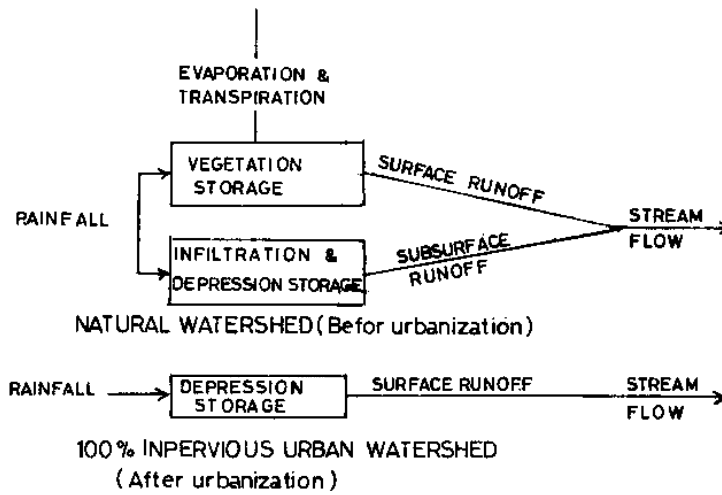 EVAPORATION &
TRANSPIRATION
VEGETATION
STORAGE
SURFACE RUNOFF
RAINFALL
STREAM
FLOW
INFILTRATION &
DEPRESSION STORAGE
SUBSURFACE
RUNOFF
NATURAL WATERSHED (Befor urbanization)
RAINFALL
DEPRESSION
STORAGE
SURFACE RUNOFF
STREAM
FLOW
100% INPERVIOUS URBAN WATERSHED
(After urbanization)